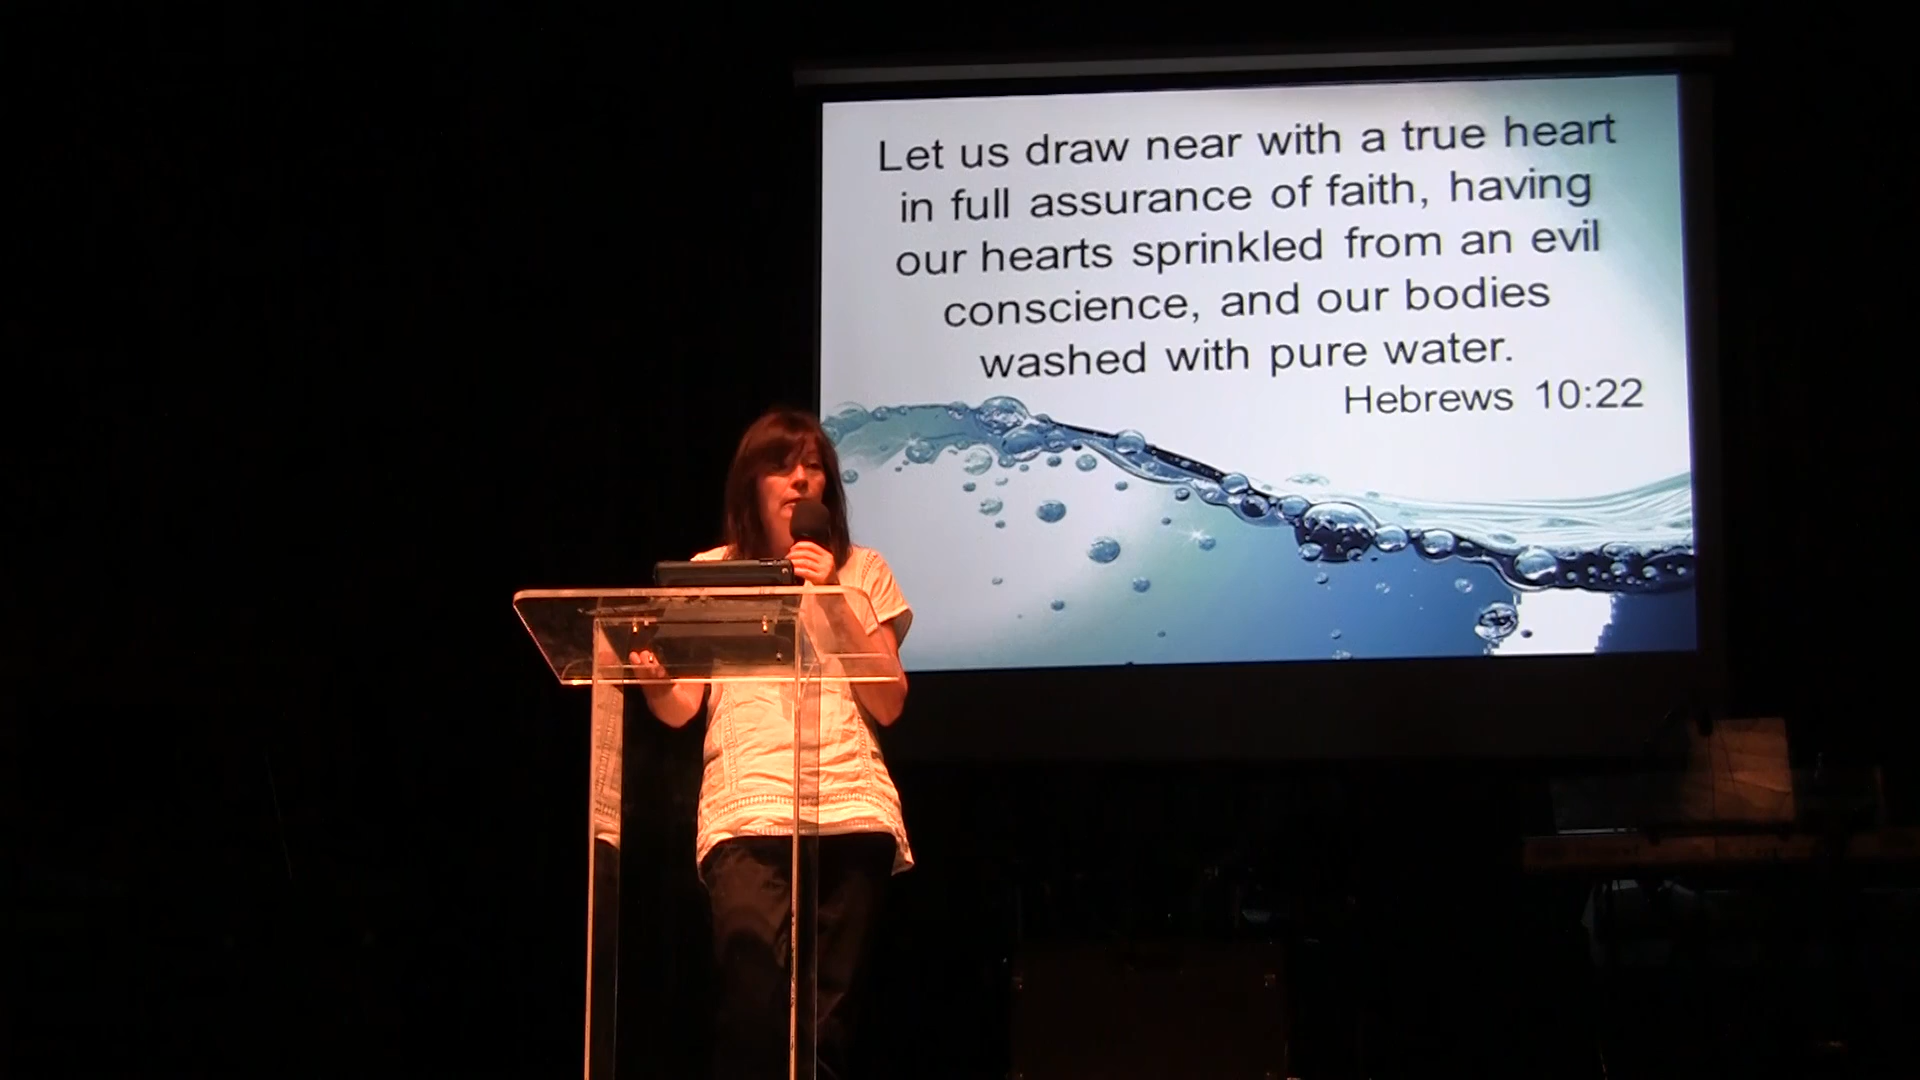 Let us draw near with a true heart
in full assurance of faith, having
our hearts sprinkled from an evil
conscience, and our bodies
washed with pure water.
Hebrews 10:22